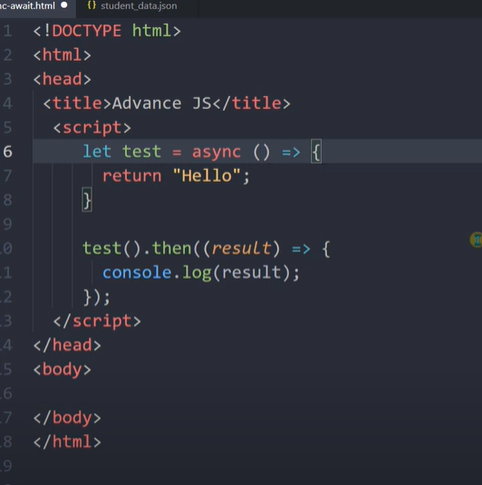 nc-await.html ● {} student_data.json
1 <!DOCTYPE html>
2 <html>
3 <head>
4 <title>Advance JS</title>
5 <script>
6 let test = async () => {
7 return "Hello";
8 }
9
.0 test().then((result) => {
.1 console.log(result);
.2 });
.3 </script>
.4 </head>
.5 <body>
.6
.7 </body>
.8 </html>
.9